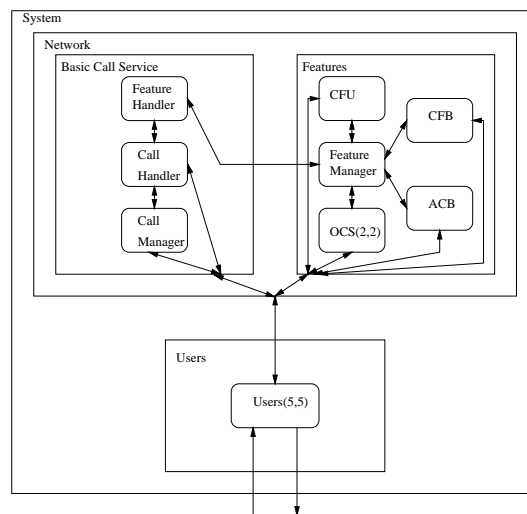 System
Network
Basic Call Service
Features
Feature
Handler
CFU
CFB
Call
Handler
Feature
Manager
Call
Manager
OCS(2,2)
ACB
Users
Users(5,5)